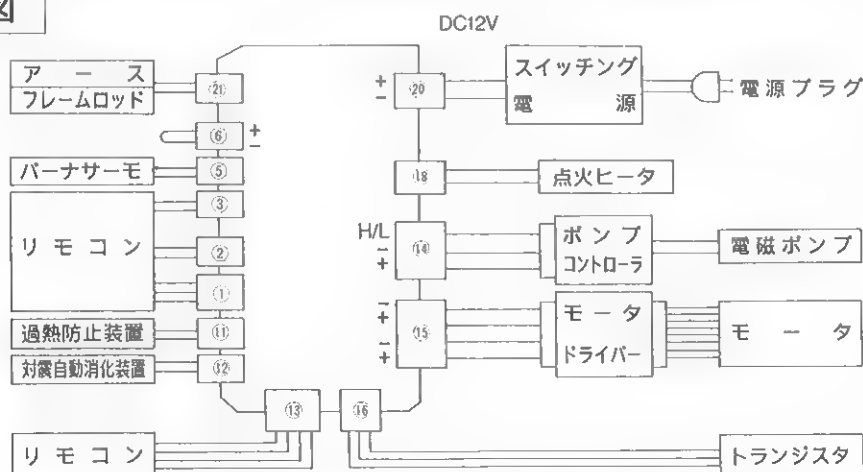 図
DC12V
アース
フレームロッド
㉑
＋
－
⑳
スイッチング
電源
電源プラグ
⑥
＋
－
バーナサーモ
⑤
⑱
点火ヒータ
③
リモコン
②
①
H/L
－
＋
⑭
ポンプ
コントローラ
電磁ポンプ
過熱防止装置
⑪
－
＋
－
＋
⑮
モータ
ドライバー
モータ
対震自動消化装置
⑫
⑬
⑯
リモコン
トランジスタ